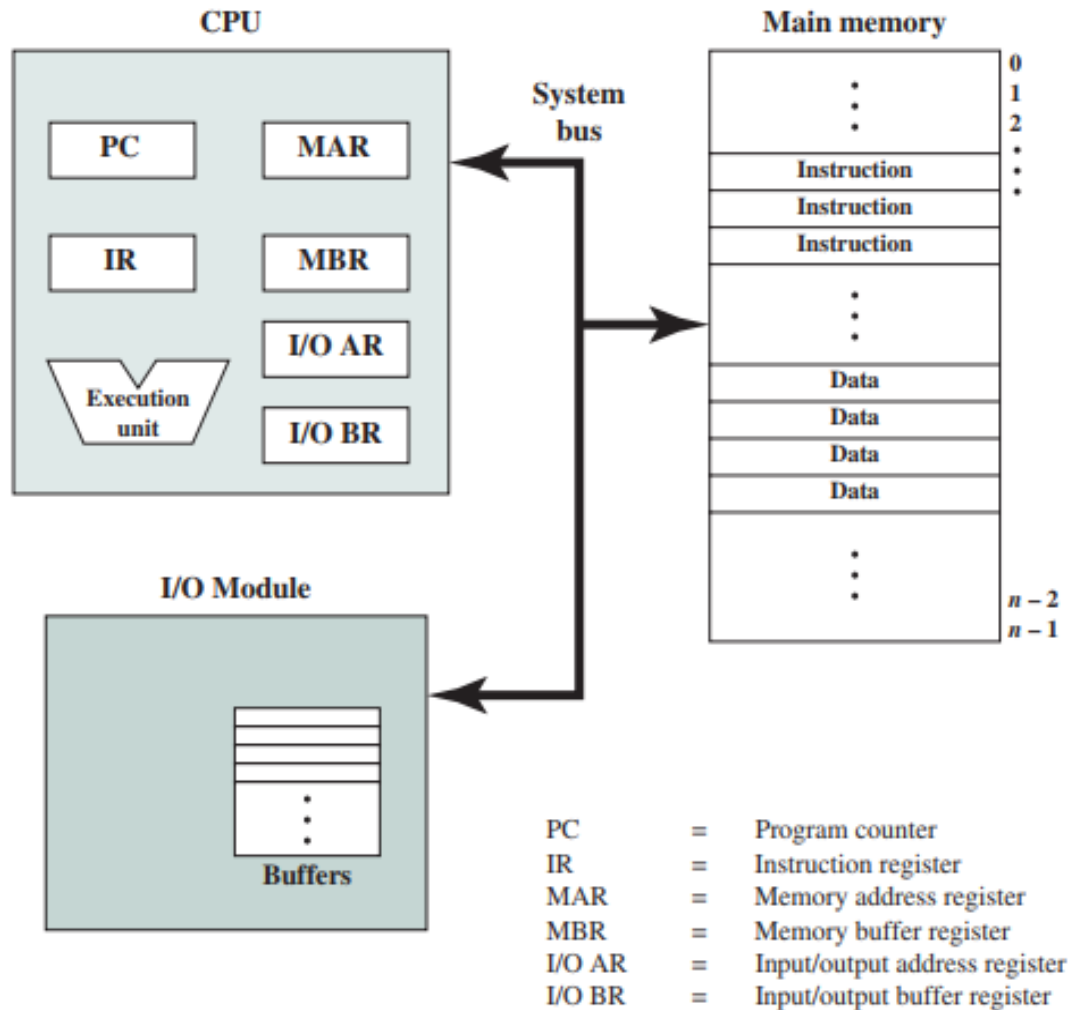 CPU
PC
MAR
IR
MBR
I/O AR
Execution
unit
I/O BR
System
bus
Main memory
0
1
2
Instruction
Instruction
Instruction
Data
Data
Data
Data
n – 2
n – 1
I/O Module
Buffers
PC = Program counter
IR = Instruction register
MAR = Memory address register
MBR = Memory buffer register
I/O AR = Input/output address register
I/O BR = Input/output buffer register